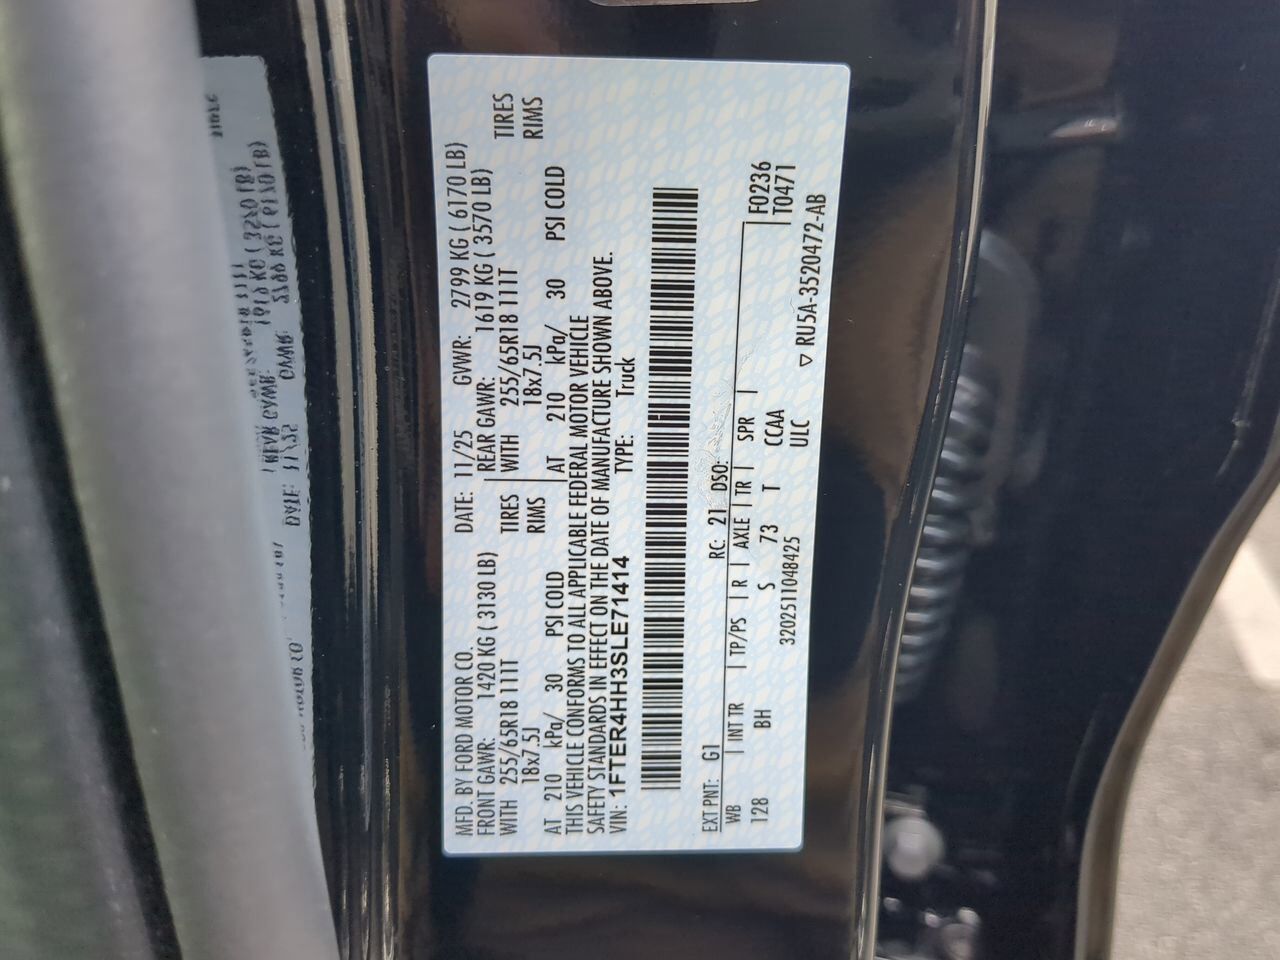 MFD. BY FORD MOTOR CO. DATE: 11/25 GVWR: 2799 KG ( 6170 LB)
FRONT GAWR: 1420 KG ( 3130 LB) REAR GAWR: 1619 KG ( 3570 LB)
WITH 255/65R18 111T TIRES WITH 255/65R18 111T TIRES
18x7.5J RIMS 18x7.5J RIMS
AT 210 kPa/ 30 PSI COLD AT 210 kPa/ 30 PSI COLD
THIS VEHICLE CONFORMS TO ALL APPLICABLE FEDERAL MOTOR VEHICLE
SAFETY STANDARDS IN EFFECT ON THE DATE OF MANUFACTURE SHOWN ABOVE.
VIN: 1FTER4HH3SLE71414 TYPE: Truck
EXT PNT: G1 RC: 21 DSO: F0236
WB INT TR TP/PS R AXLE TR SPR T0471
128 BH S 73 T CCAA
3202511048425 ULC ▽ RU5A-3520472-AB